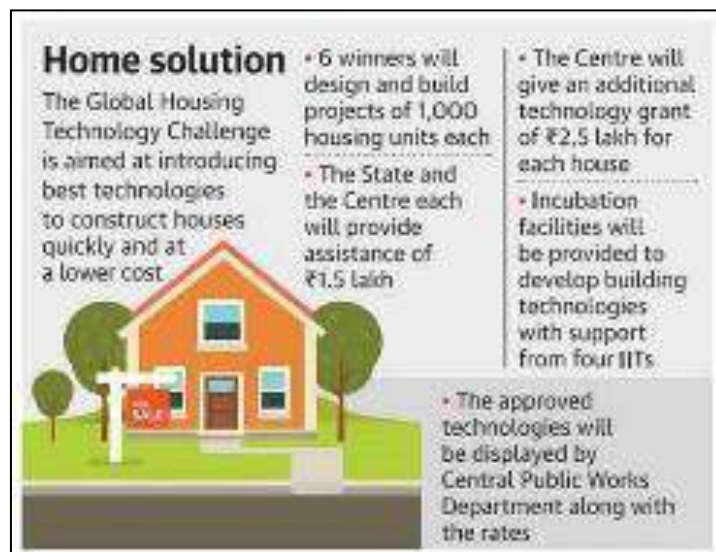 Home solution
The Global Housing
Technology Challenge
is aimed at introducing
best technologies
to construct houses
quickly and at
a lower cost
• 6 winners will
design and build
projects of 1,000
housing units each
• The State and
the Centre each
will provide
assistance of
₹1.5 lakh
• The Centre will
give an additional
technology grant
of ₹2.5 lakh for
each house
• Incubation
facilities will
be provided to
develop building
technologies
with support
from four IITs
• The approved
technologies will
be displayed by
Central Public Works
Department along with
the rates